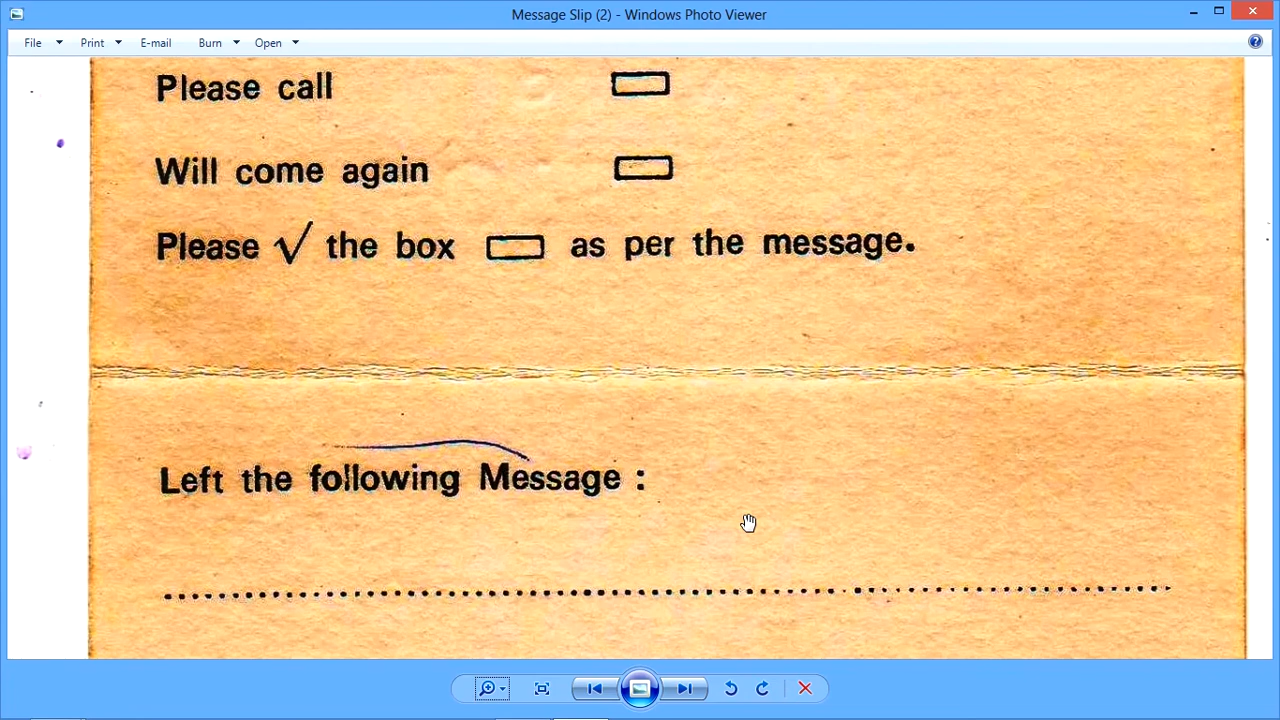 Message Slip (2) - Windows Photo Viewer
File Print E-mail Burn Open
Please call
Will come again
Please √ the box as per the message.
Left the following Message :